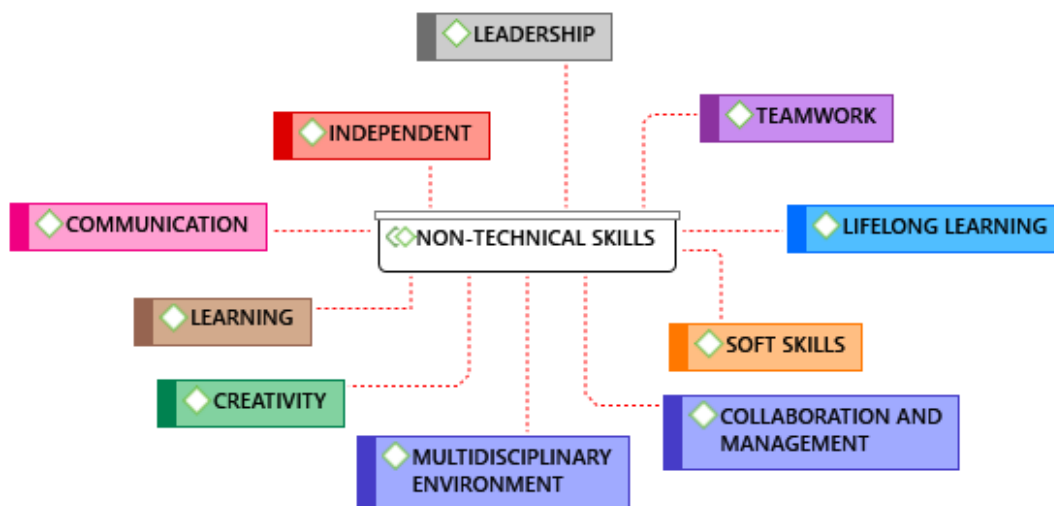 LEADERSHIP
TEAMWORK
INDEPENDENT
COMMUNICATION
NON-TECHNICAL SKILLS
LIFELONG LEARNING
LEARNING
SOFT SKILLS
CREATIVITY
COLLABORATION AND
MANAGEMENT
MULTIDISCIPLINARY
ENVIRONMENT